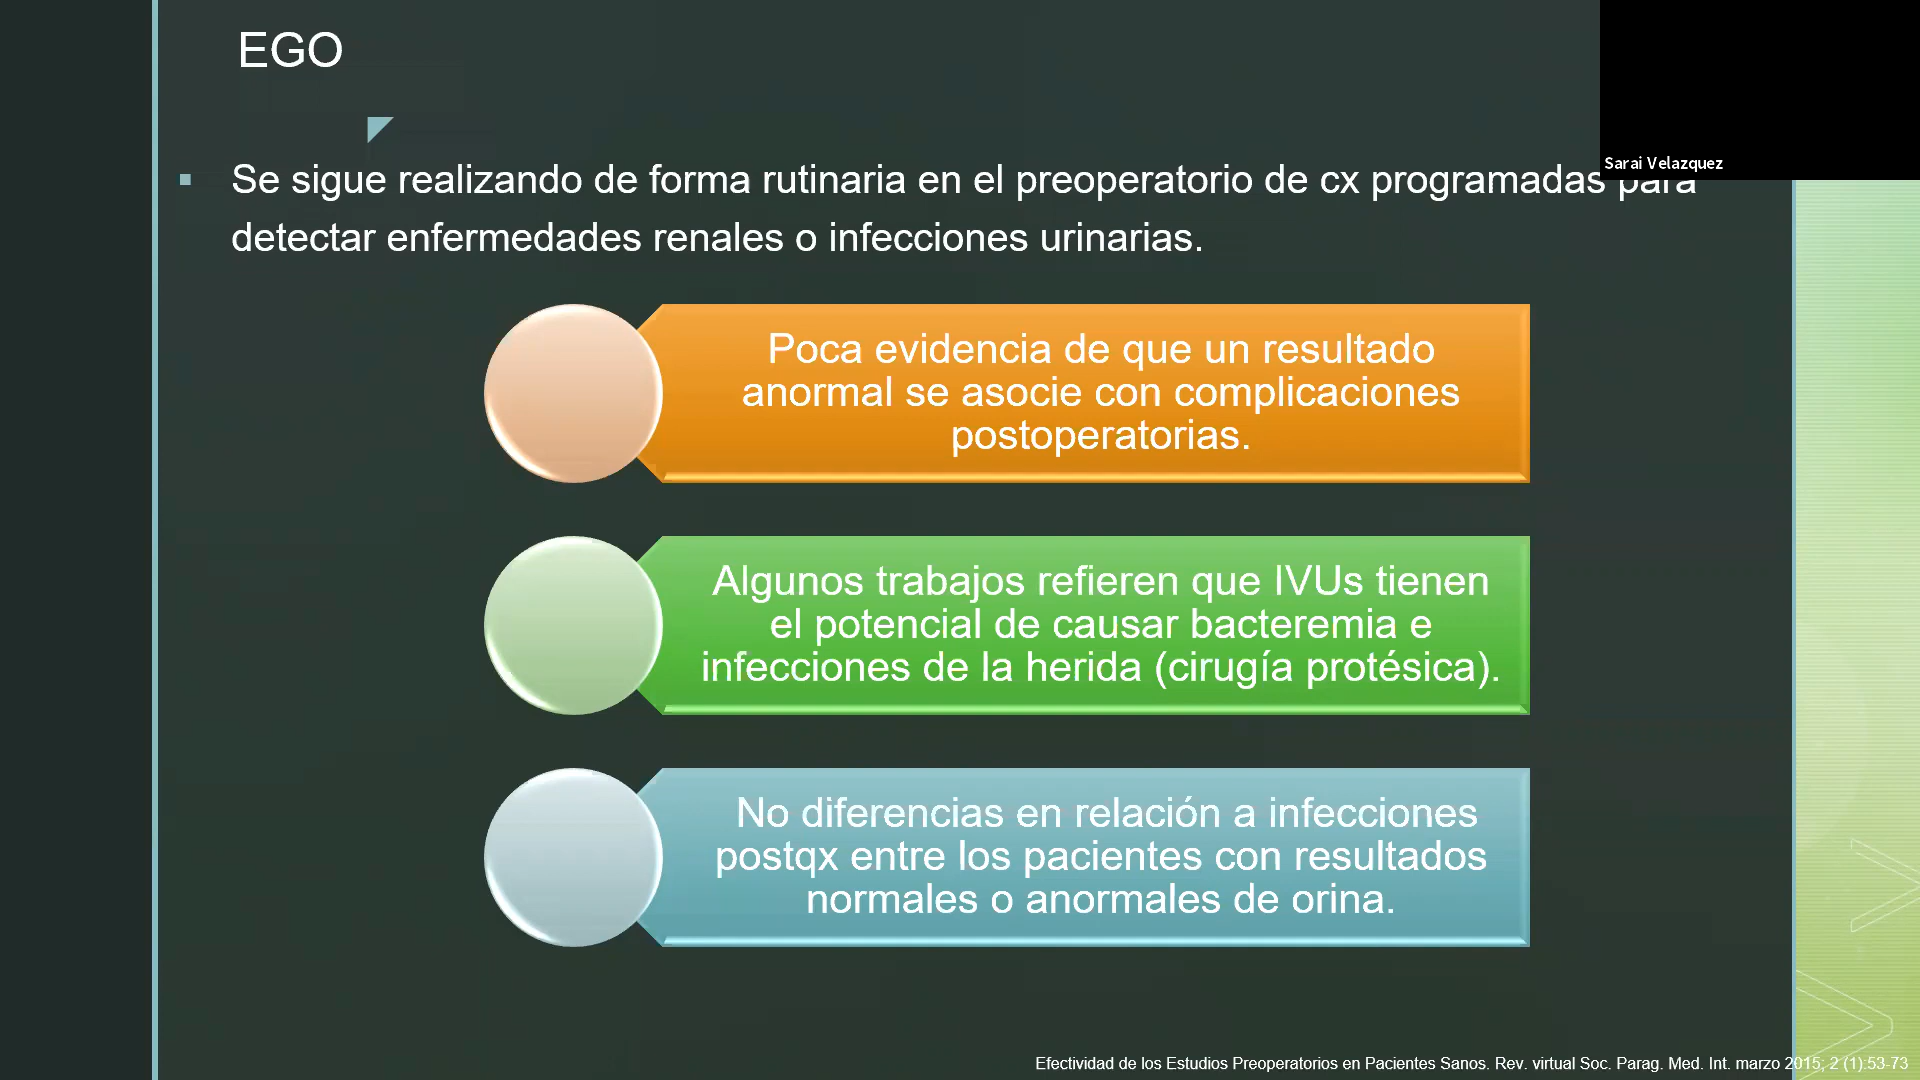 EGO
Sarai Velazquez
Se sigue realizando de forma rutinaria en el preoperatorio de cx programadas para
detectar enfermedades renales o infecciones urinarias.
Poca evidencia de que un resultado
anormal se asocie con complicaciones
postoperatorias.
Algunos trabajos refieren que IVUs tienen
el potencial de causar bacteremia e
infecciones de la herida (cirugía protésica).
No diferencias en relación a infecciones
postqx entre los pacientes con resultados
normales o anormales de orina.
Efectividad de los Estudios Preoperatorios en Pacientes Sanos. Rev. virtual Soc. Parag. Med. Int. marzo 2015; 2 (1):53-73